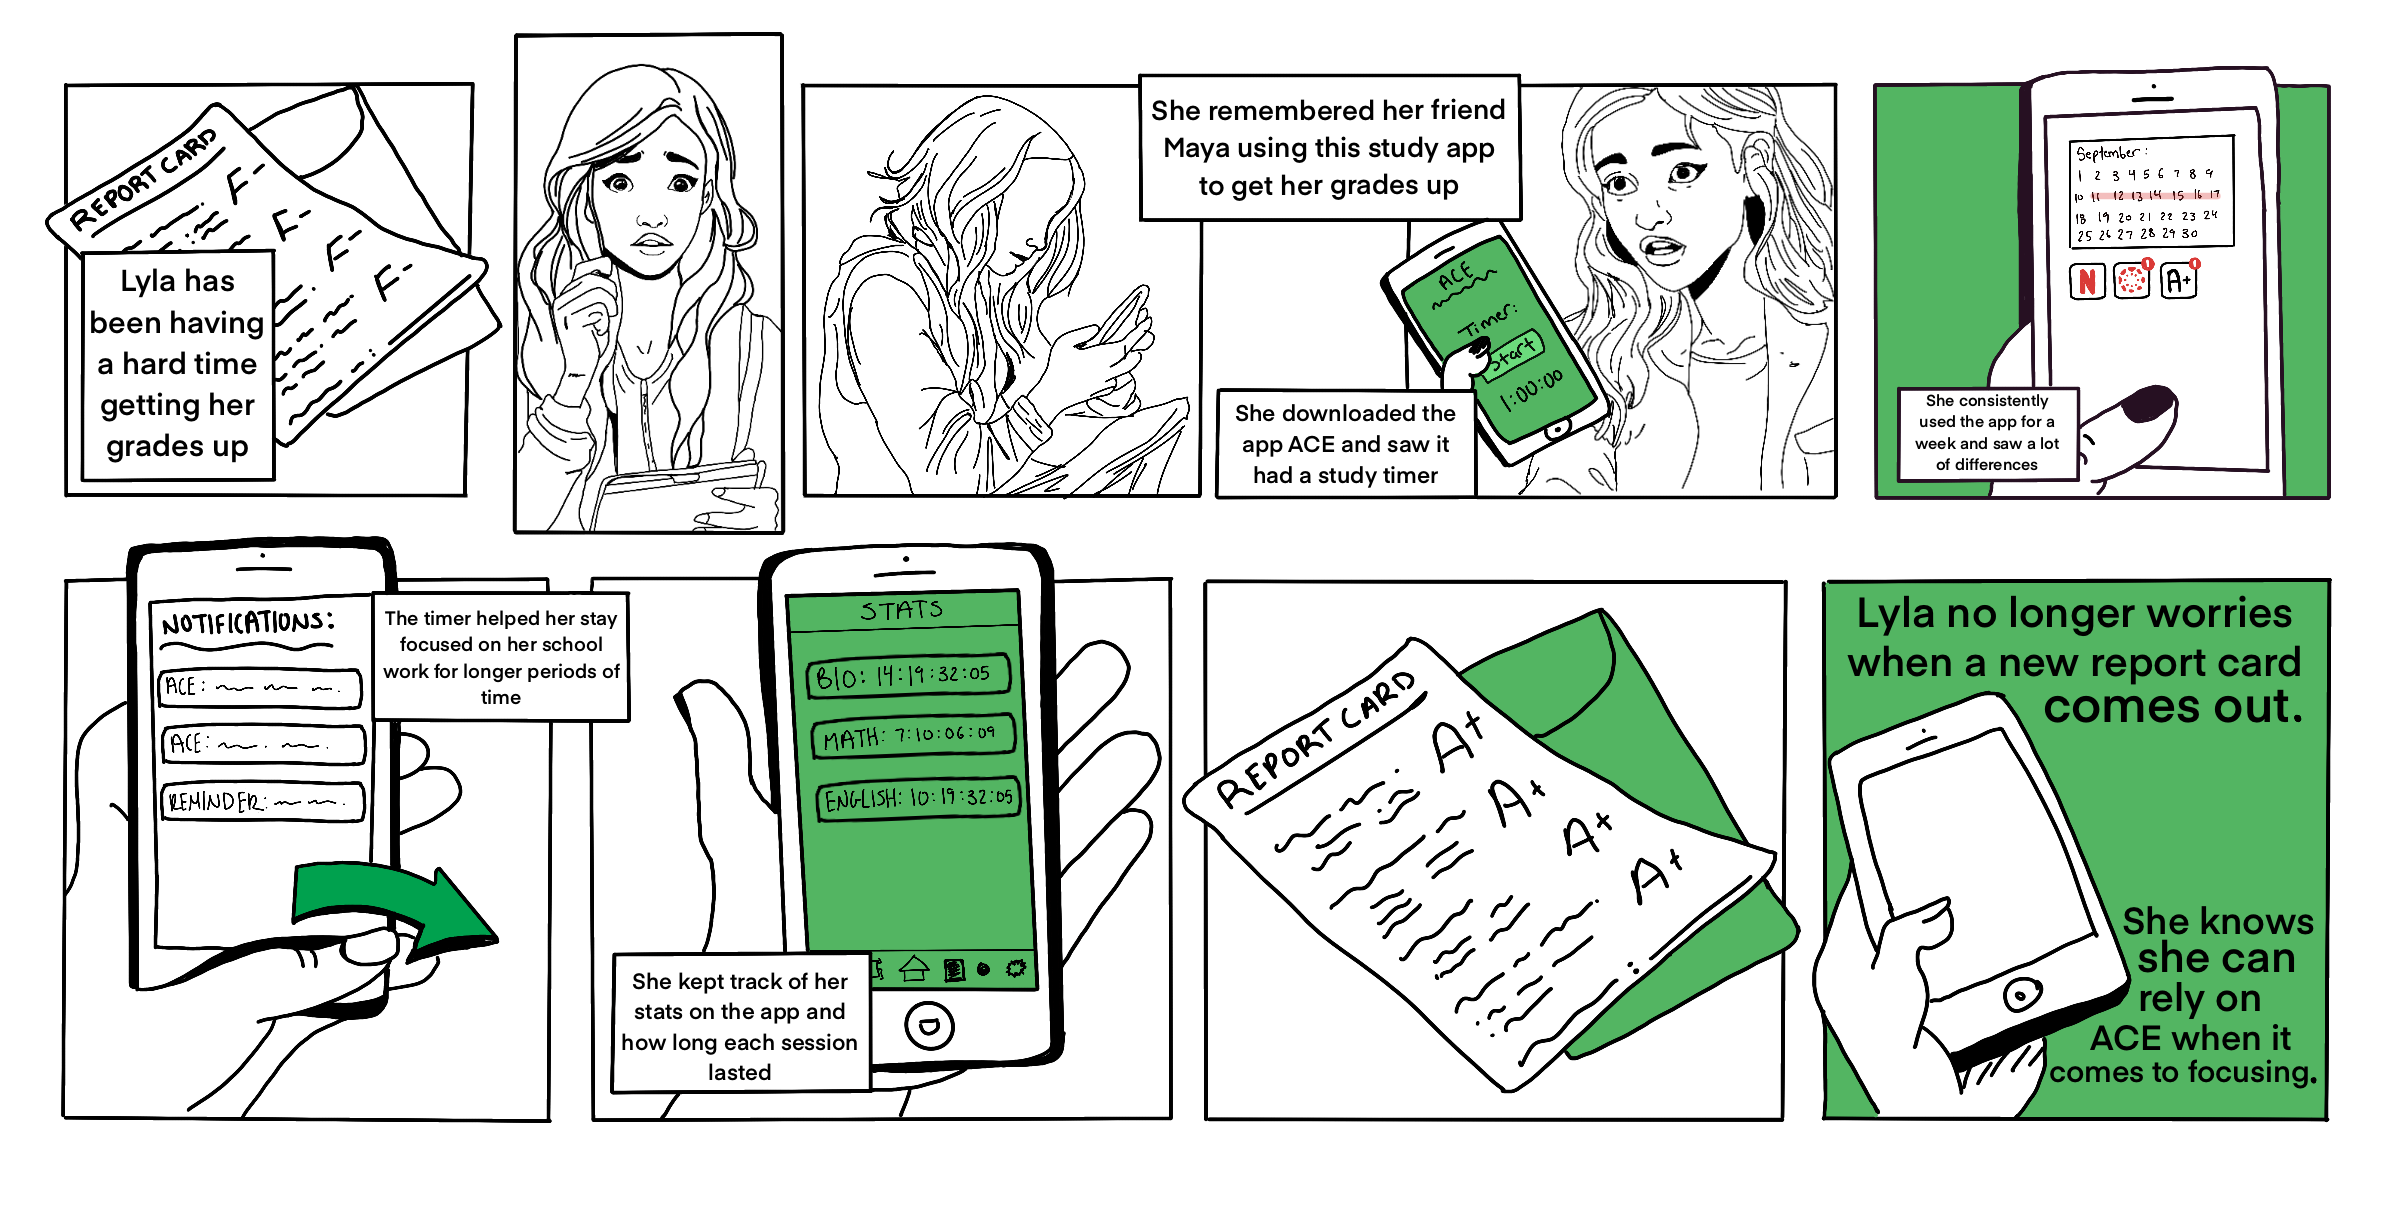 REPORT CARD
F-
F-
F-
F-
Lyla has
been having
a hard time
getting her
grades up
She remembered her friend
Maya using this study app
to get her grades up
ACE
Timer:
Start
1:00:00
She downloaded the
app ACE and saw it
had a study timer
September:
1 2 3 4 5 6 7 8 9
10 11 12 13 14 15 16 17
18 19 20 21 22 23 24
25 26 27 28 29 30
N
A+
She consistently
used the app for a
week and saw a lot
of differences
NOTIFICATIONS:
ACE:
ACE:
REMINDER:
The timer helped her stay
focused on her school
work for longer periods of
time
STATS
BIO: 14:19:32:05
MATH: 7:10:06:09
ENGLISH: 10:19:32:05
She kept track of her
stats on the app and
how long each session
lasted
REPORT CARD
A+
A+
A+
A+
Lyla no longer worries
when a new report card
comes out.
She knows
she can
rely on
ACE when it
comes to focusing.